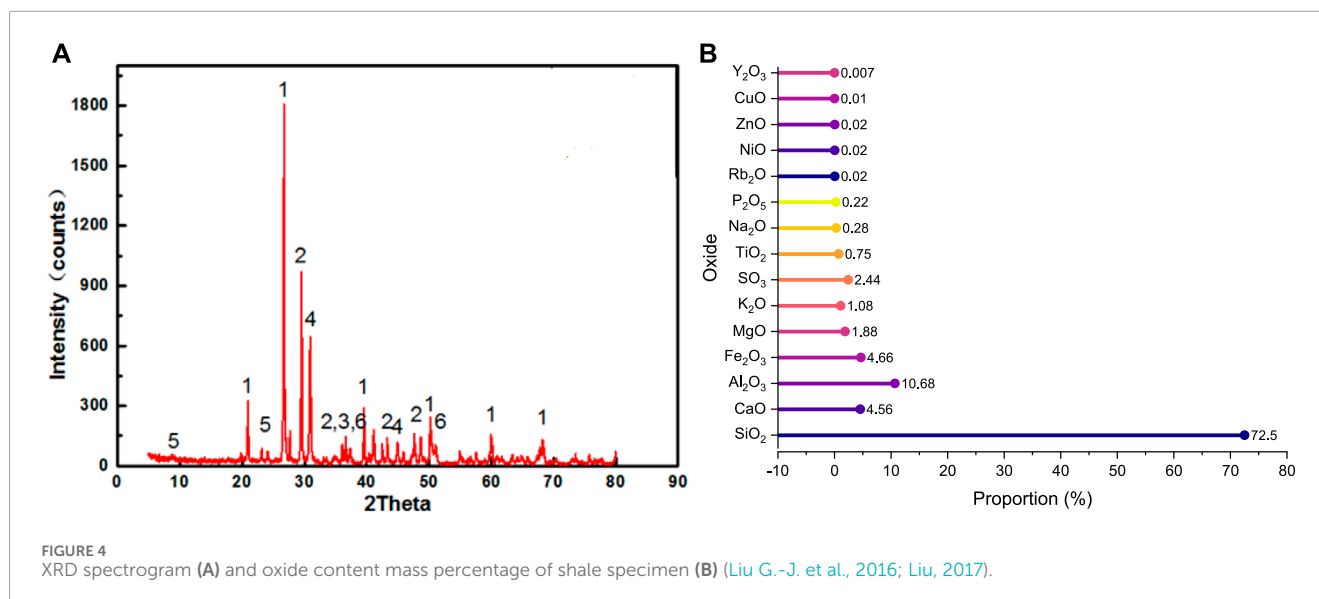 A
Intensity（counts）
1800
1500
1200
900
600
300
0
1
2
4
1
5
5
2,3,6
1
2
4
2
1
6
1
1
0 10 20 30 40 50 60 70 80 90
2Theta
B
Oxide
Y₂O₃ 0.007
CuO 0.01
ZnO 0.02
NiO 0.02
Rb₂O 0.02
P₂O₅ 0.22
Na₂O 0.28
TiO₂ 0.75
SO₃ 2.44
K₂O 1.08
MgO 1.88
Fe₂O₃ 4.66
Al₂O₃ 10.68
CaO 4.56
SiO₂ 72.5
-10 0 10 20 30 40 50 60 70 80
Proportion (%)
FIGURE 4
XRD spectrogram (A) and oxide content mass percentage of shale specimen (B) (Liu G.-J. et al., 2016; Liu, 2017).